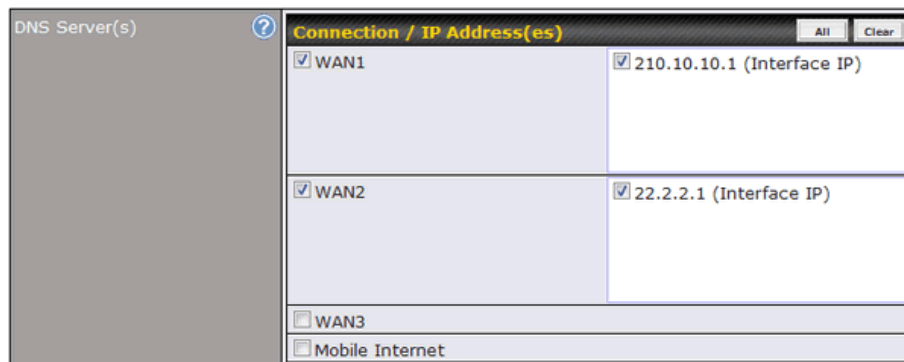 DNS Server(s) ?
Connection / IP Address(es) All Clear
WAN1 210.10.10.1 (Interface IP)
WAN2 22.2.2.1 (Interface IP)
WAN3
Mobile Internet